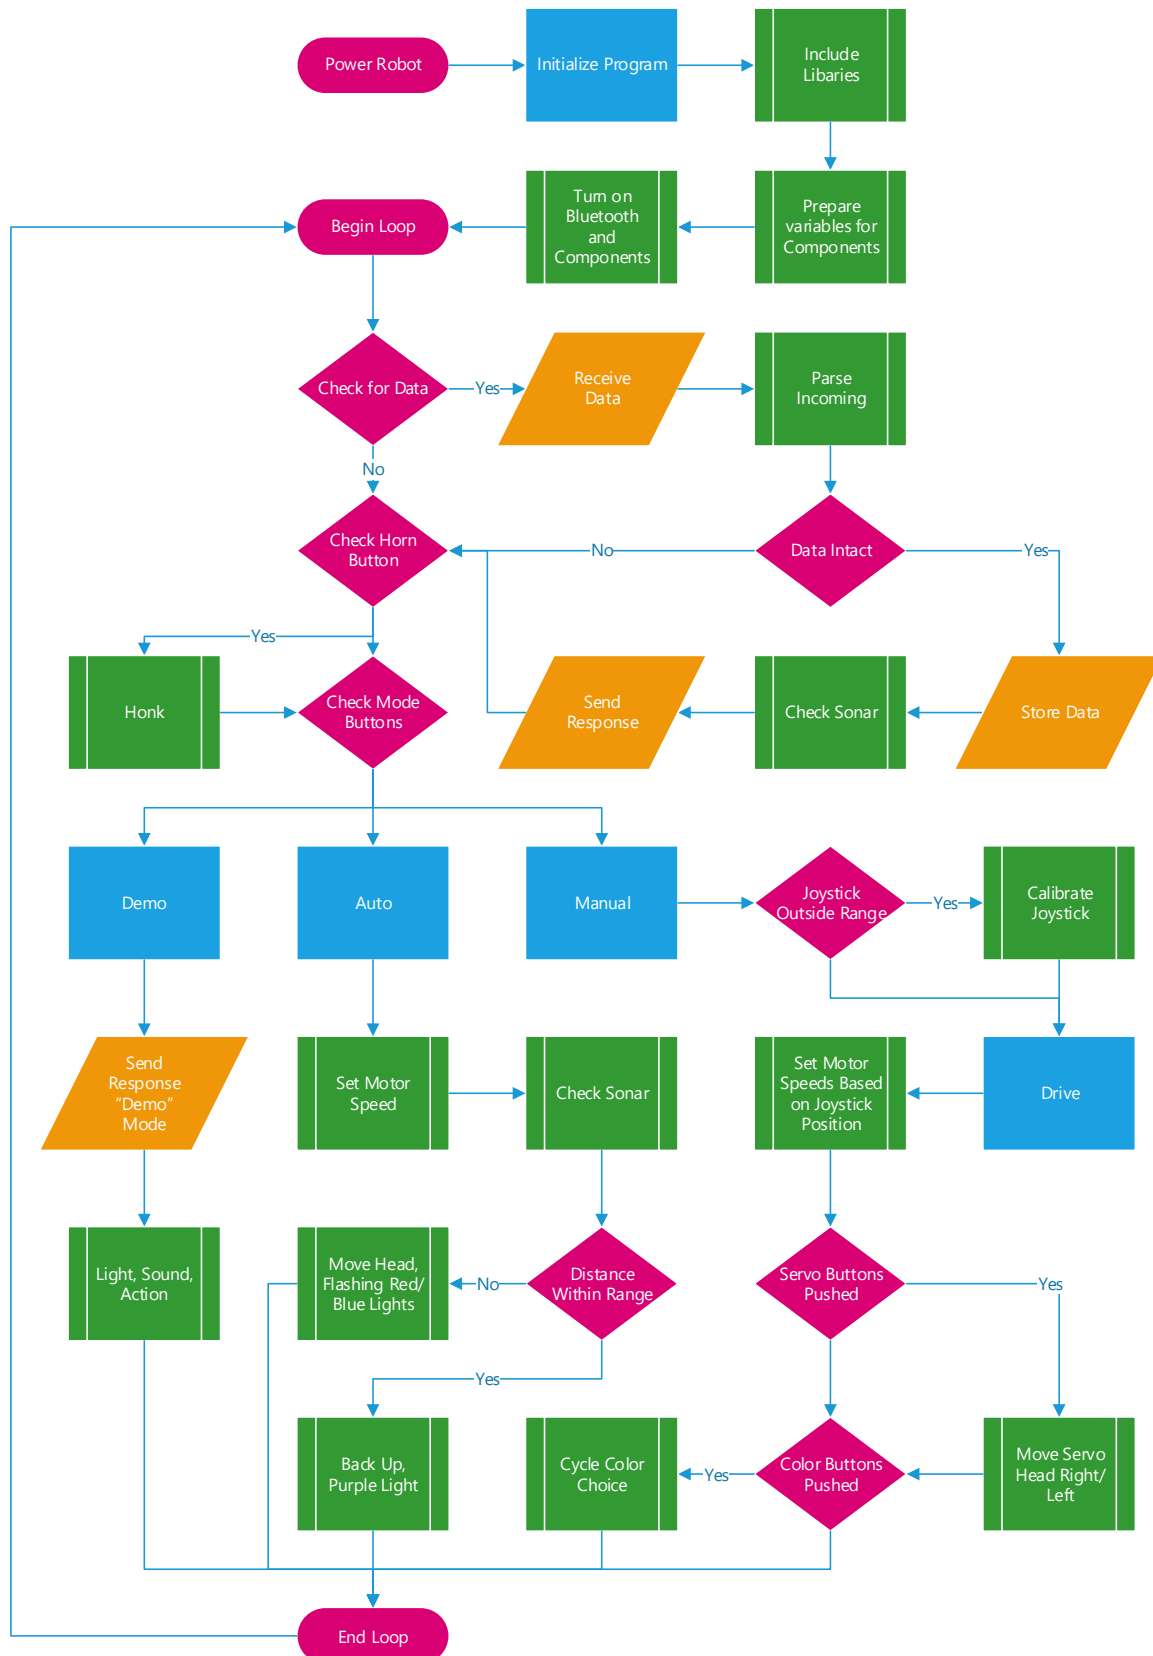 Power Robot
Initialize Program
Include
Libaries
Turn on
Bluetooth
and
Components
Prepare
variables for
Components
Begin Loop
Check for Data
Yes
Receive
Data
Parse
Incoming
No
Check Horn
Button
No
Data Intact
Yes
Yes
Honk
Check Mode
Buttons
Send
Response
Check Sonar
Store Data
Demo
Auto
Manual
Joystick
Outside Range
Yes
Calibrate
Joystick
Send
Response
“Demo”
Mode
Set Motor
Speed
Check Sonar
Set Motor
Speeds Based
on Joystick
Position
Drive
Light, Sound,
Action
Move Head,
Flashing Red/
Blue Lights
No
Distance
Within Range
Servo Buttons
Pushed
Yes
Yes
Back Up,
Purple Light
Cycle Color
Choice
Yes
Color Buttons
Pushed
Move Servo
Head Right/
Left
End Loop